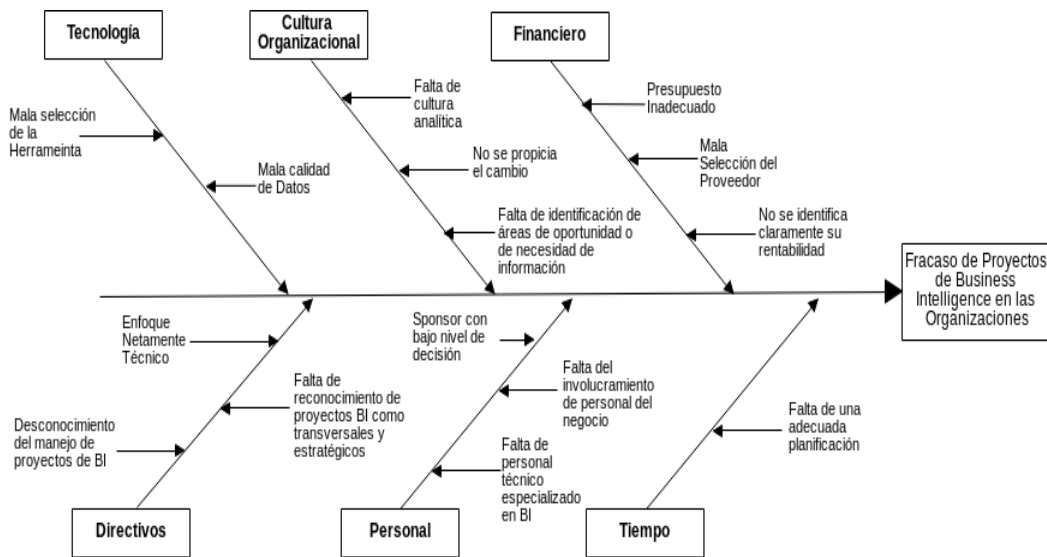 Tecnología
Cultura
Organizacional
Financiero
Mala selección
de la
Herrameinta
Mala calidad
de Datos
Falta de
cultura
analítica
No se propicia
el cambio
Falta de identificación de
áreas de oportunidad o
de necesidad de
información
Presupuesto
Inadecuado
Mala
Selección del
Proveedor
No se identifica
claramente su
rentabilidad
Fracaso de Proyectos
de Business
Intelligence en las
Organizaciones
Enfoque
Netamente
Técnico
Falta de
reconocimiento de
proyectos BI como
transversales y
estratégicos
Desconocimiento
del manejo de
proyectos de BI
Sponsor con
bajo nivel de
decisión
Falta del
involucramiento
de personal del
negocio
Falta de
personal
técnico
especializado
en BI
Falta de una
adecuada
planificación
Directivos
Personal
Tiempo